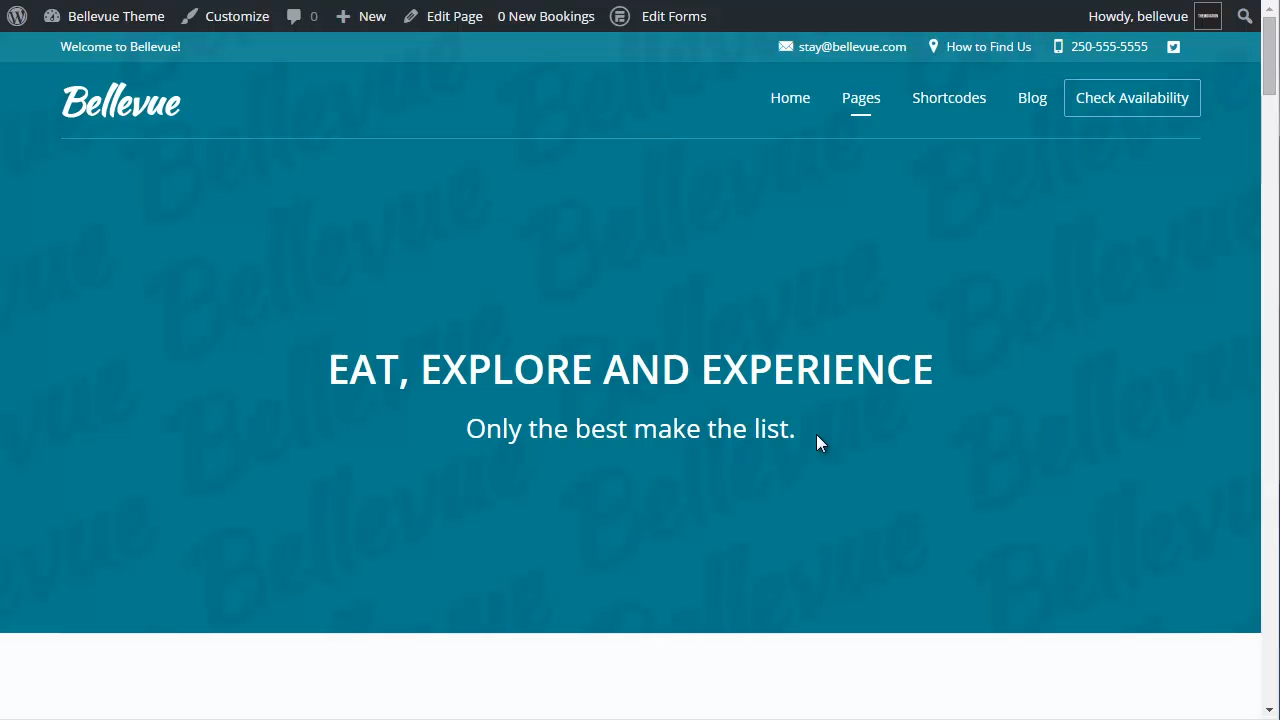 Bellevue Theme Customize 0 New Edit Page 0 New Bookings Edit Forms Howdy, bellevue
Welcome to Bellevue! stay@bellevue.com How to Find Us 250-555-5555
Bellevue Home Pages Shortcodes Blog Check Availability
EAT, EXPLORE AND EXPERIENCE
Only the best make the list.